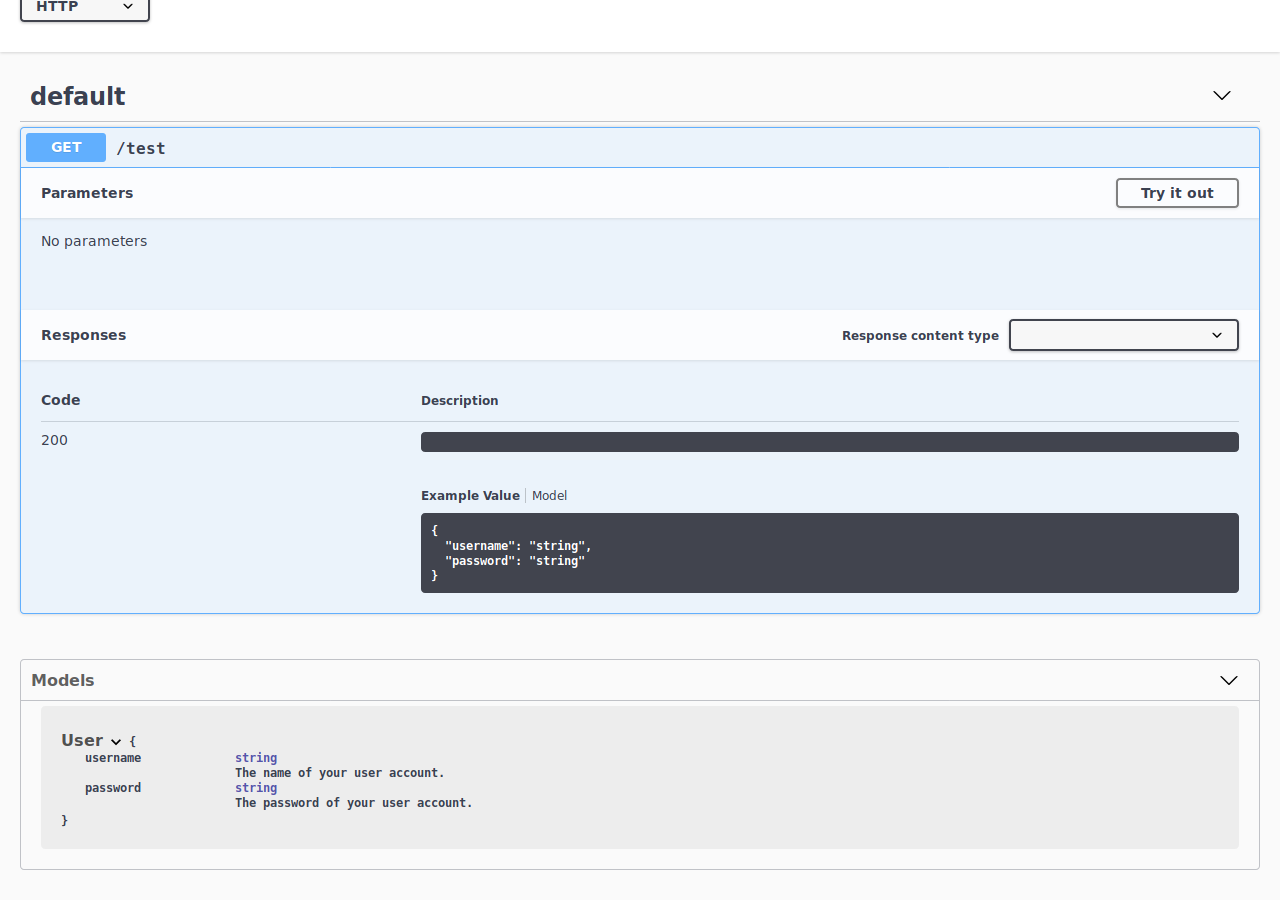 HTTP
default
GET /test
Parameters Try it out
No parameters
Responses Response content type
Code Description
200
Example Value Model
{
"username": "string",
"password": "string"
}
Models
User {
username string
The name of your user account.
password string
The password of your user account.
}